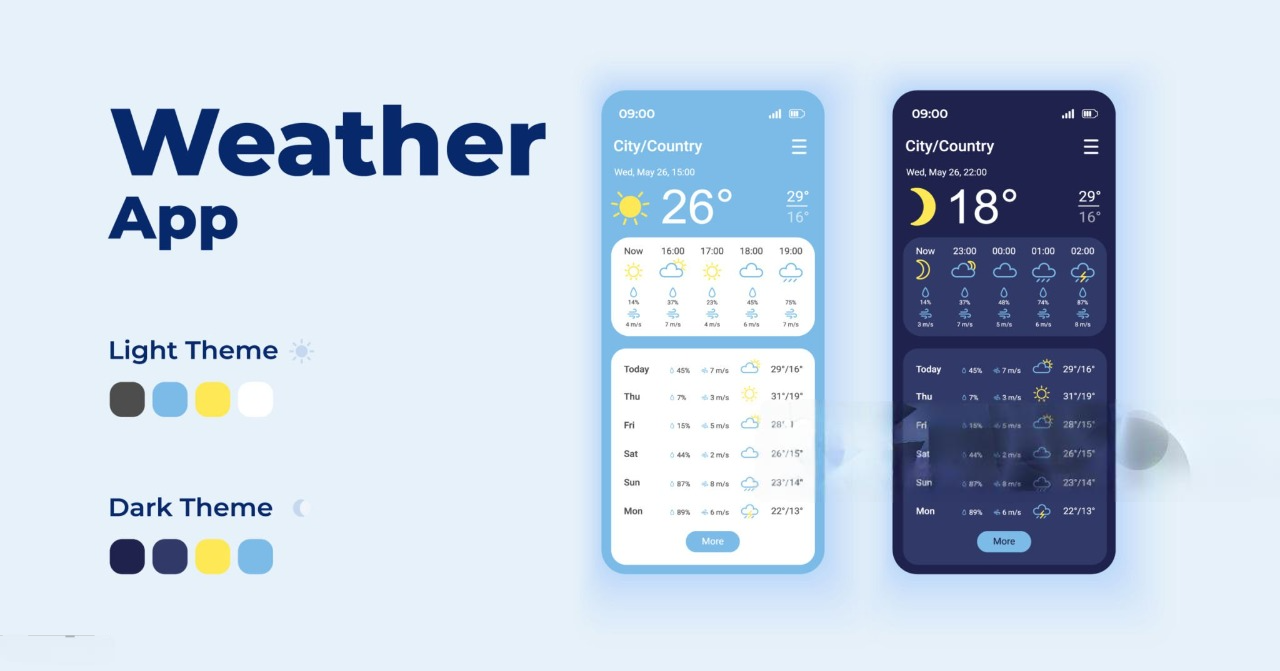 Weather
App
Light Theme
Dark Theme
09:00
City/Country
Wed, May 26, 15:00
26° 29° 16°
Now 16:00 17:00 18:00 19:00
14% 37% 23% 45% 75%
4 m/s 7 m/s 4 m/s 6 m/s 7 m/s
Today 45% 7 m/s 29°/16°
Thu 7% 3 m/s 31°/19°
Fri 15% 5 m/s
Sat 44% 2 m/s 26°/15°
Sun 87% 8 m/s 23°/14°
Mon 89% 6 m/s 22°/13°
More
09:00
City/Country
Wed, May 26, 22:00
18° 29° 16°
Now 23:00 00:00 01:00 02:00
14% 37% 48% 74% 87%
3 m/s 7 m/s 5 m/s 6 m/s 8 m/s
Today 45% 7 m/s 29°/16°
Thu 7% 3 m/s 31°/19°
Fri 15% 5 m/s 28°/15°
Sat 44% 2 m/s 26°/15°
Sun 87% 8 m/s 23°/14°
Mon 89% 6 m/s 22°/13°
More